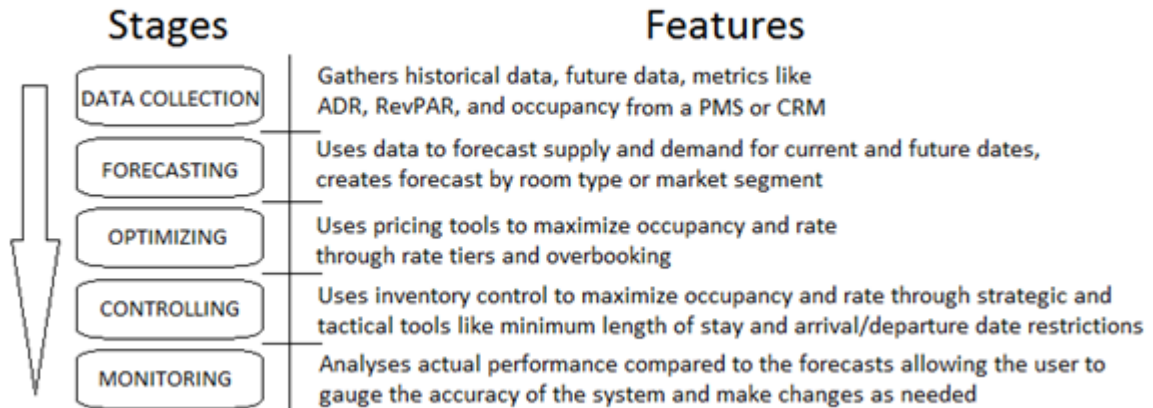 Stages Features
DATA COLLECTION
Gathers historical data, future data, metrics like
ADR, RevPAR, and occupancy from a PMS or CRM
FORECASTING
Uses data to forecast supply and demand for current and future dates,
creates forecast by room type or market segment
OPTIMIZING
Uses pricing tools to maximize occupancy and rate
through rate tiers and overbooking
CONTROLLING
Uses inventory control to maximize occupancy and rate through strategic and
tactical tools like minimum length of stay and arrival/departure date restrictions
MONITORING
Analyses actual performance compared to the forecasts allowing the user to
gauge the accuracy of the system and make changes as needed